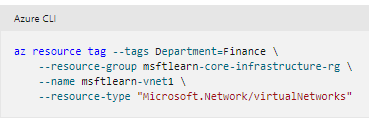 Azure CLI
az resource tag --tags Department=Finance \
    --resource-group msftlearn-core-infrastructure-rg \
    --name msftlearn-vnet1 \
    --resource-type "Microsoft.Network/virtualNetworks"